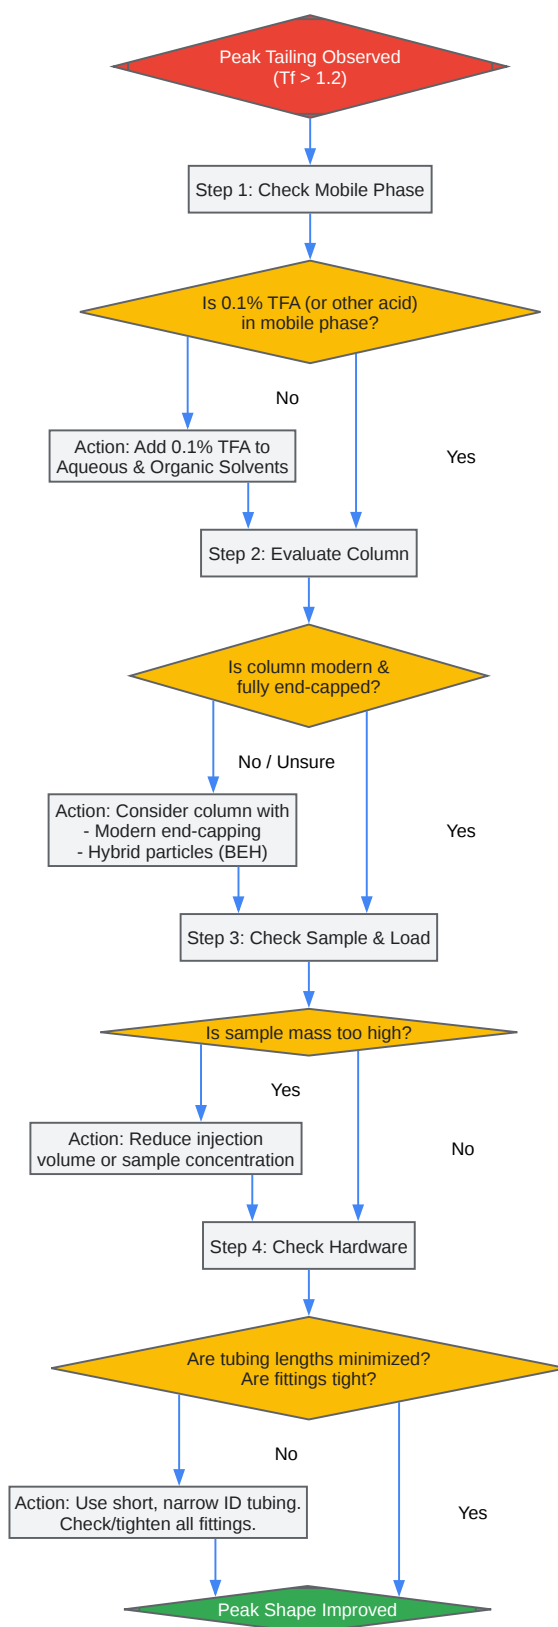 Peak Tailing Observed
(Tf > 1.2)
Step 1: Check Mobile Phase
Is 0.1% TFA (or other acid)
in mobile phase?
No
Action: Add 0.1% TFA to
Aqueous & Organic Solvents
Yes
Step 2: Evaluate Column
Is column modern &
fully end-capped?
No / Unsure
Action: Consider column with
- Modern end-capping
- Hybrid particles (BEH)
Yes
Step 3: Check Sample & Load
Is sample mass too high?
Yes
Action: Reduce injection
volume or sample concentration
No
Step 4: Check Hardware
Are tubing lengths minimized?
Are fittings tight?
No
Action: Use short, narrow ID tubing.
Check/tighten all fittings.
Yes
Peak Shape Improved